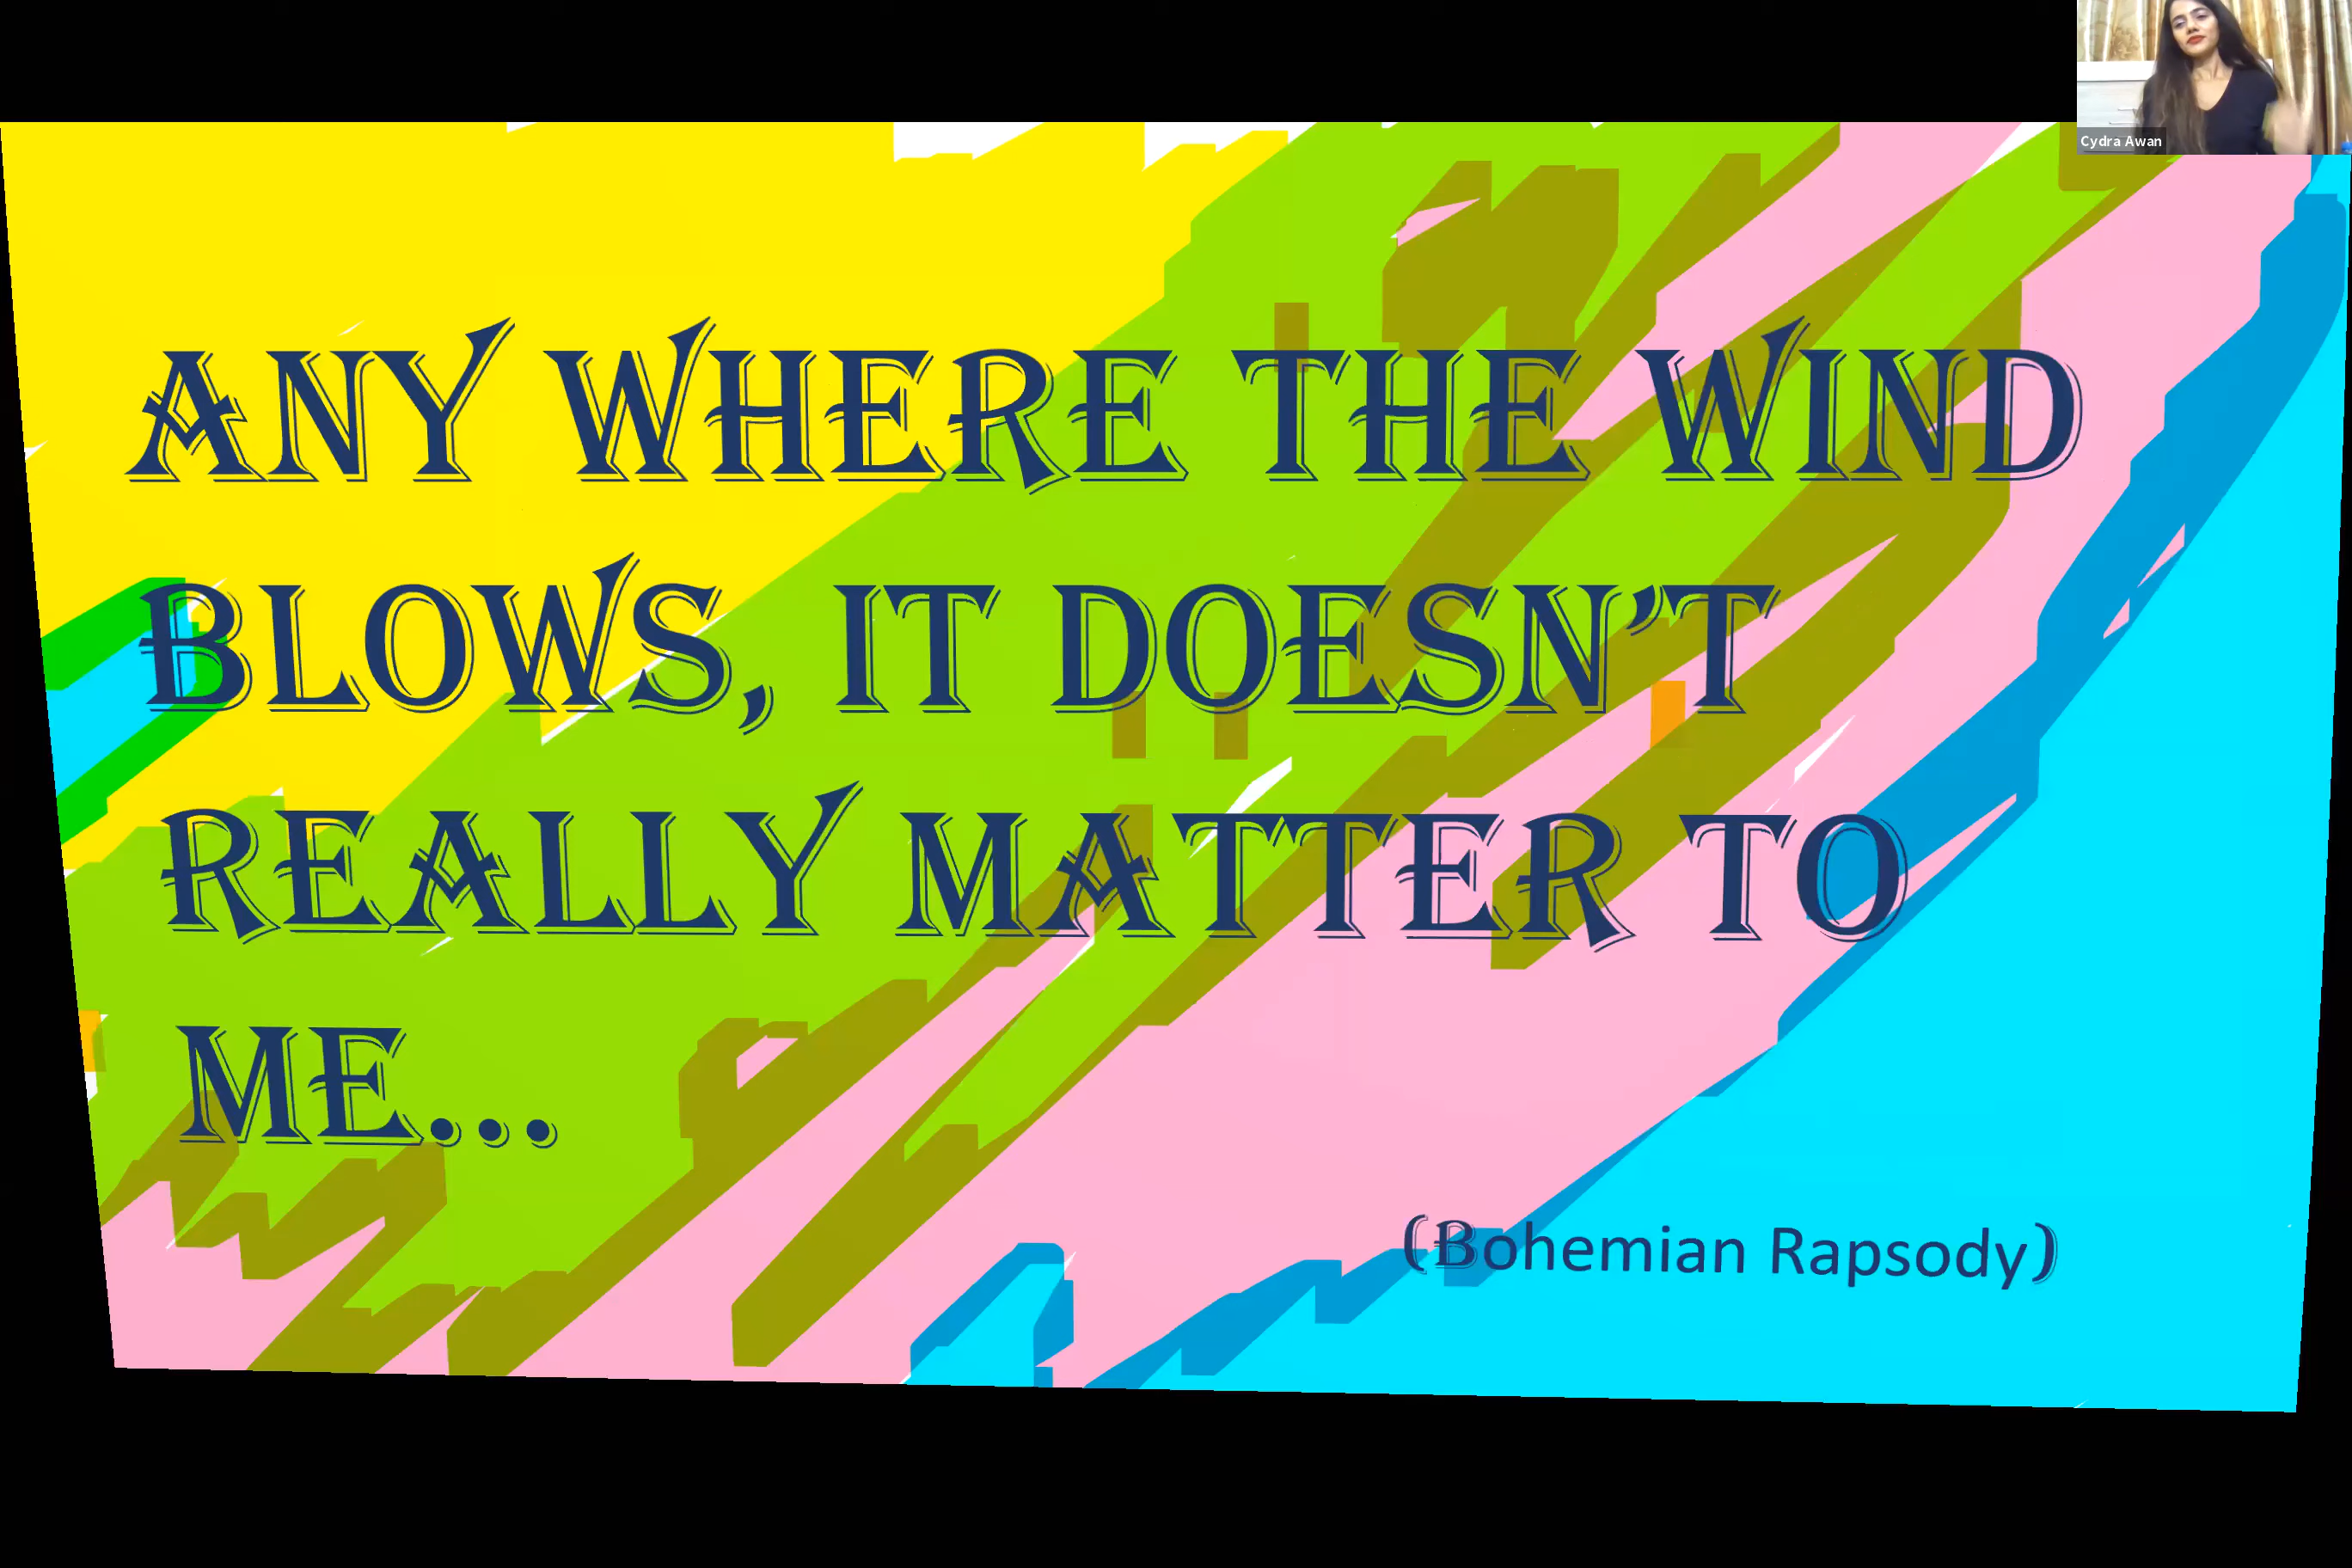 Cydra Awan
ANY WHERE THE WIND
BLOWS, IT DOESN'T
REALLY MATTER TO
ME...
(Bohemian Rapsody)